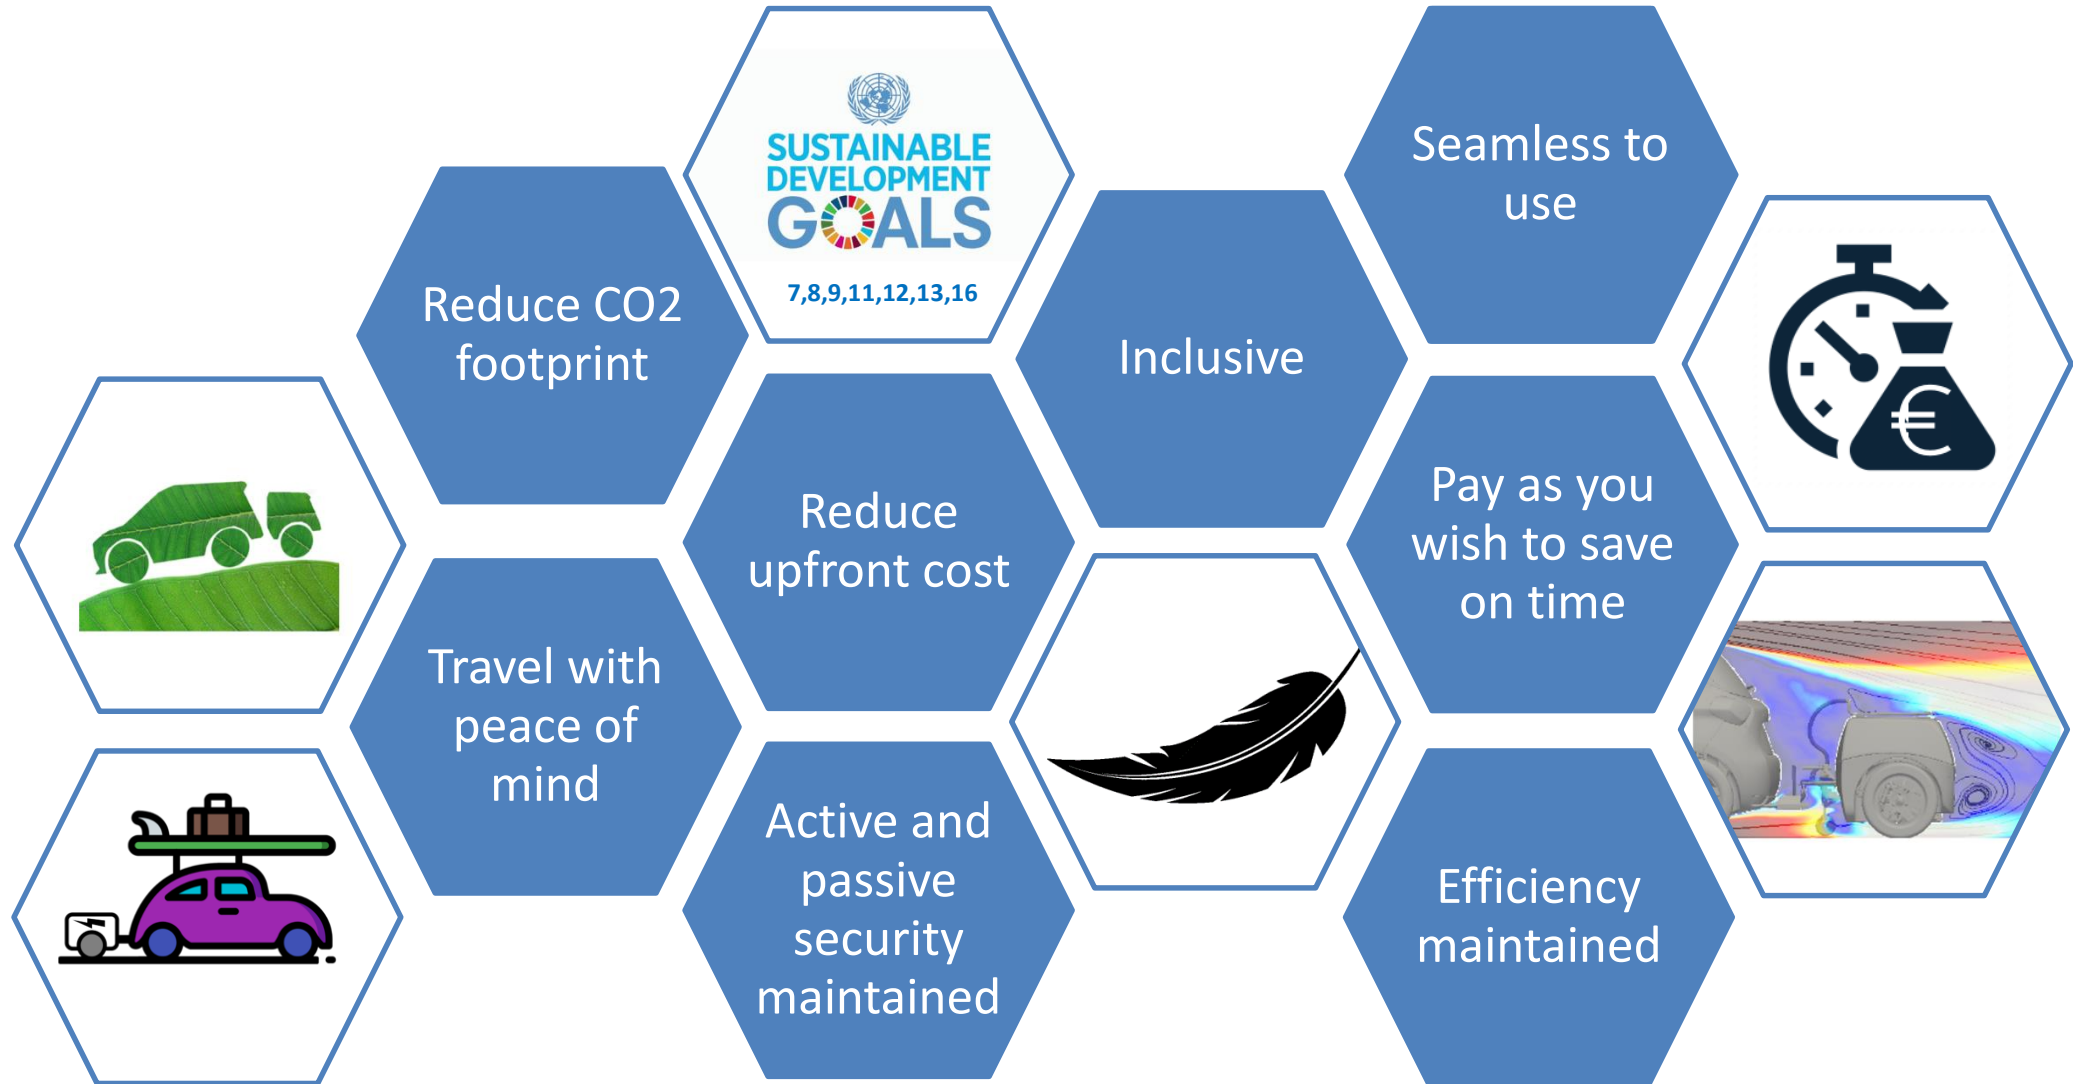 SUSTAINABLE
DEVELOPMENT
GOALS
7,8,9,11,12,13,16
Seamless to
use
Reduce CO2
footprint
Inclusive
€
Reduce
upfront cost
Pay as you
wish to save
on time
Travel with
peace of
mind
Active and
passive
security
maintained
Efficiency
maintained